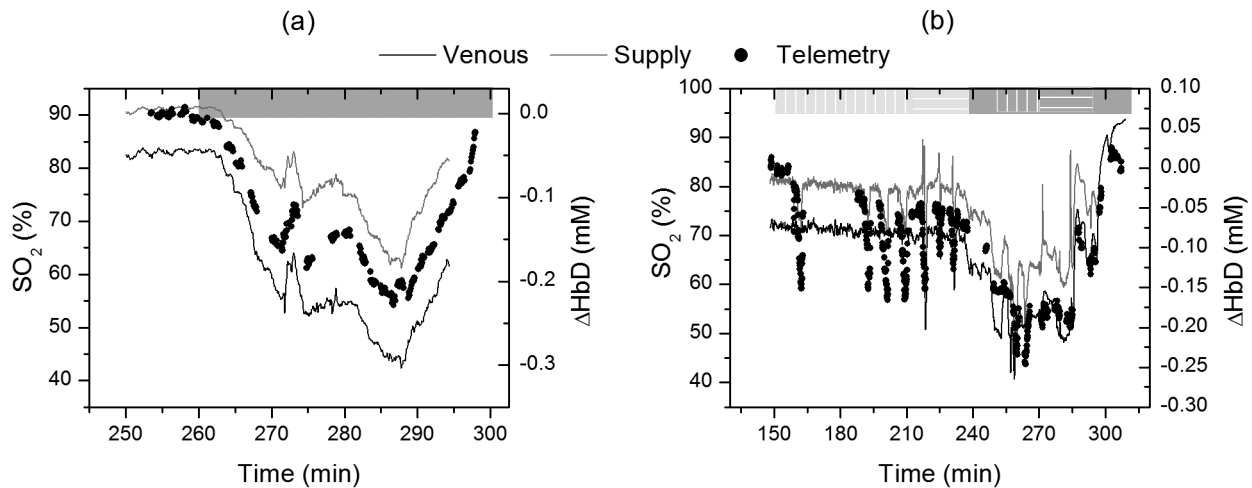 (a)
(b)
Venous Supply Telemetry
SO2 (%)
90
80
70
60
50
40
0.0
-0.1
-0.2
-0.3
ΔHbD (mM)
250 260 270 280 290 300
Time (min)
SO2 (%)
100
90
80
70
60
50
40
0.10
0.05
0.00
-0.05
-0.10
-0.15
-0.20
-0.25
-0.30
ΔHbD (mM)
150 180 210 240 270 300
Time (min)